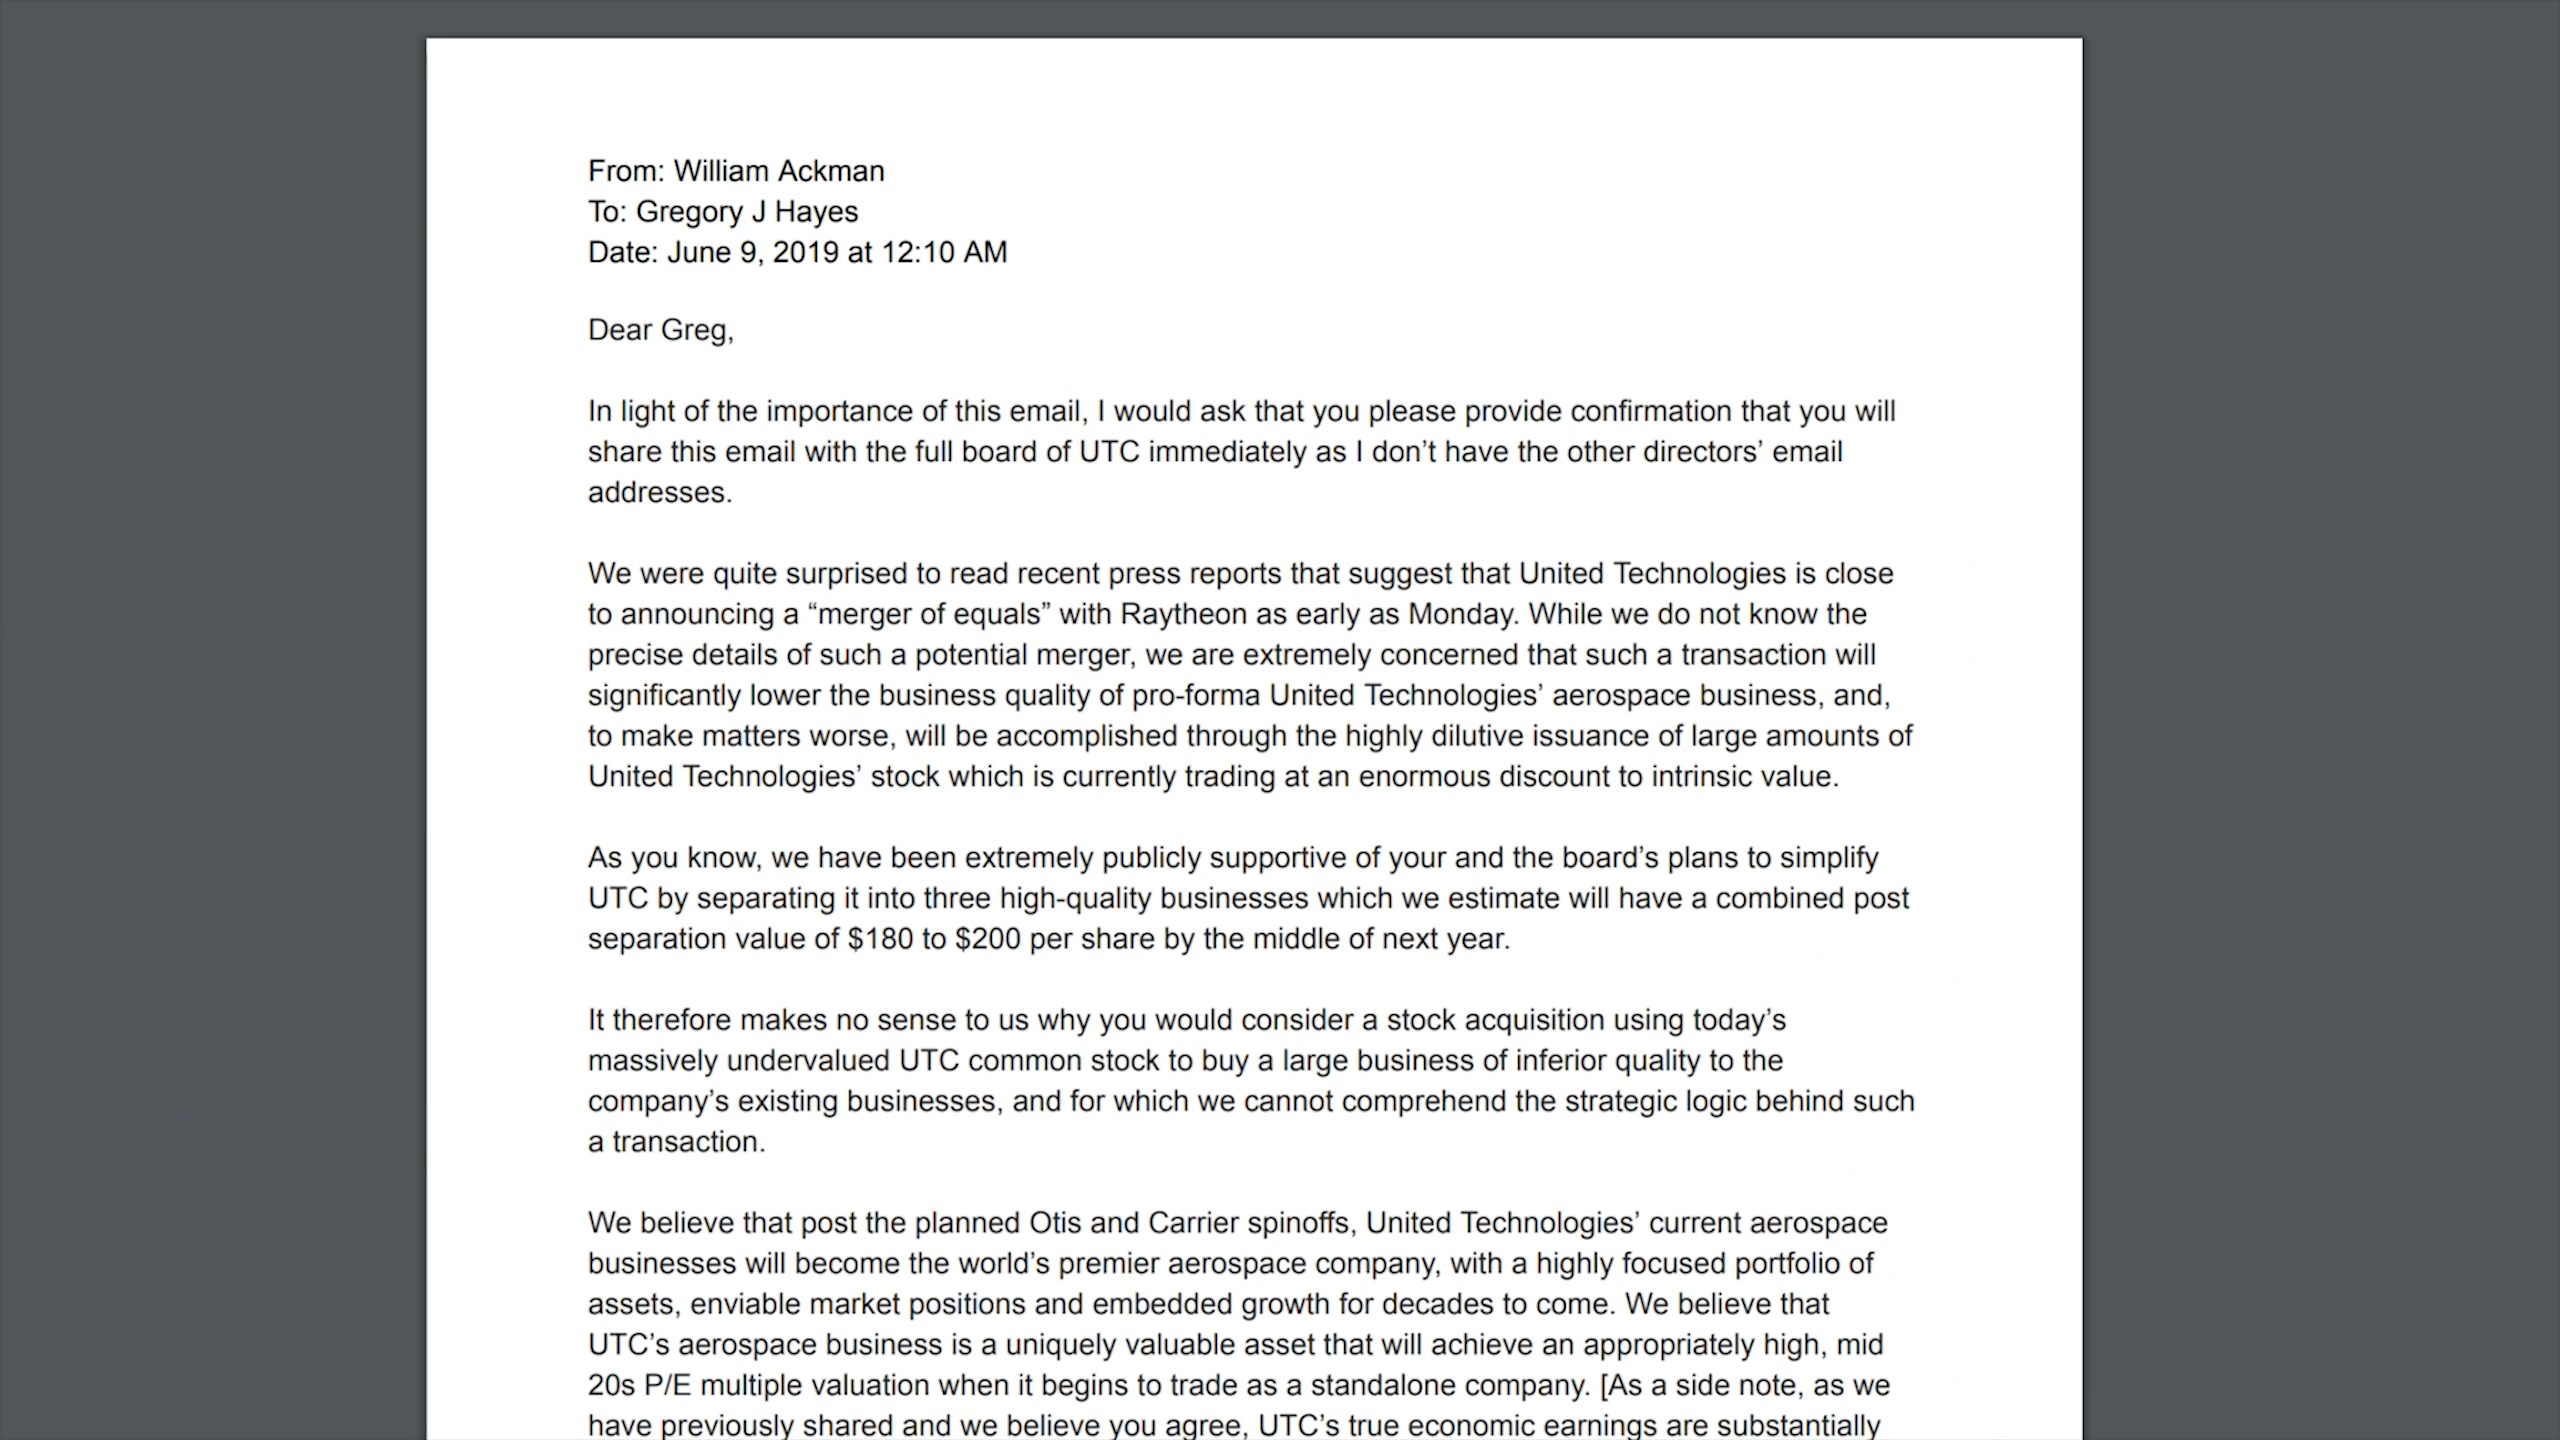 From: William Ackman
To: Gregory J Hayes
Date: June 9, 2019 at 12:10 AM
Dear Greg,
In light of the importance of this email, I would ask that you please provide confirmation that you will
share this email with the full board of UTC immediately as I don’t have the other directors’ email
addresses.
We were quite surprised to read recent press reports that suggest that United Technologies is close
to announcing a “merger of equals” with Raytheon as early as Monday. While we do not know the
precise details of such a potential merger, we are extremely concerned that such a transaction will
significantly lower the business quality of pro-forma United Technologies’ aerospace business, and,
to make matters worse, will be accomplished through the highly dilutive issuance of large amounts of
United Technologies’ stock which is currently trading at an enormous discount to intrinsic value.
As you know, we have been extremely publicly supportive of your and the board’s plans to simplify
UTC by separating it into three high-quality businesses which we estimate will have a combined post
separation value of $180 to $200 per share by the middle of next year.
It therefore makes no sense to us why you would consider a stock acquisition using today’s
massively undervalued UTC common stock to buy a large business of inferior quality to the
company’s existing businesses, and for which we cannot comprehend the strategic logic behind such
a transaction.
We believe that post the planned Otis and Carrier spinoffs, United Technologies’ current aerospace
businesses will become the world’s premier aerospace company, with a highly focused portfolio of
assets, enviable market positions and embedded growth for decades to come. We believe that
UTC’s aerospace business is a uniquely valuable asset that will achieve an appropriately high, mid
20s P/E multiple valuation when it begins to trade as a standalone company. [As a side note, as we
have previously shared and we believe you agree, UTC’s true economic earnings are substantially